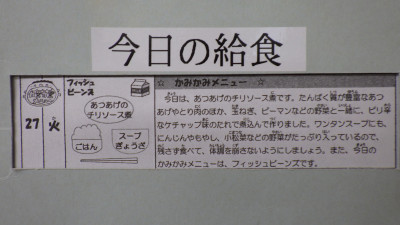 今日の給食
フィッシュ
ビーンズ
27
火
あつあげの
チリソース煮
ごはん
スープ
ぎょうざ
☆ かみかみメニュー ☆
今日は、あつあげのチリソース煮です。たんぱく質が豊富なあつ
あげやとり肉のほか、玉ねぎ、ピーマンなどの野菜と一緒に、ピリ辛
なケチャップ味のたれで煮込んで作りました。ワンタンスープにも、
にんじんやもやし、小松菜などの野菜がたっぷり入っているので、
残さず食べて、体調を崩さないようにしましょう。また、今日の
かみかみメニューは、フィッシュビーンズです。